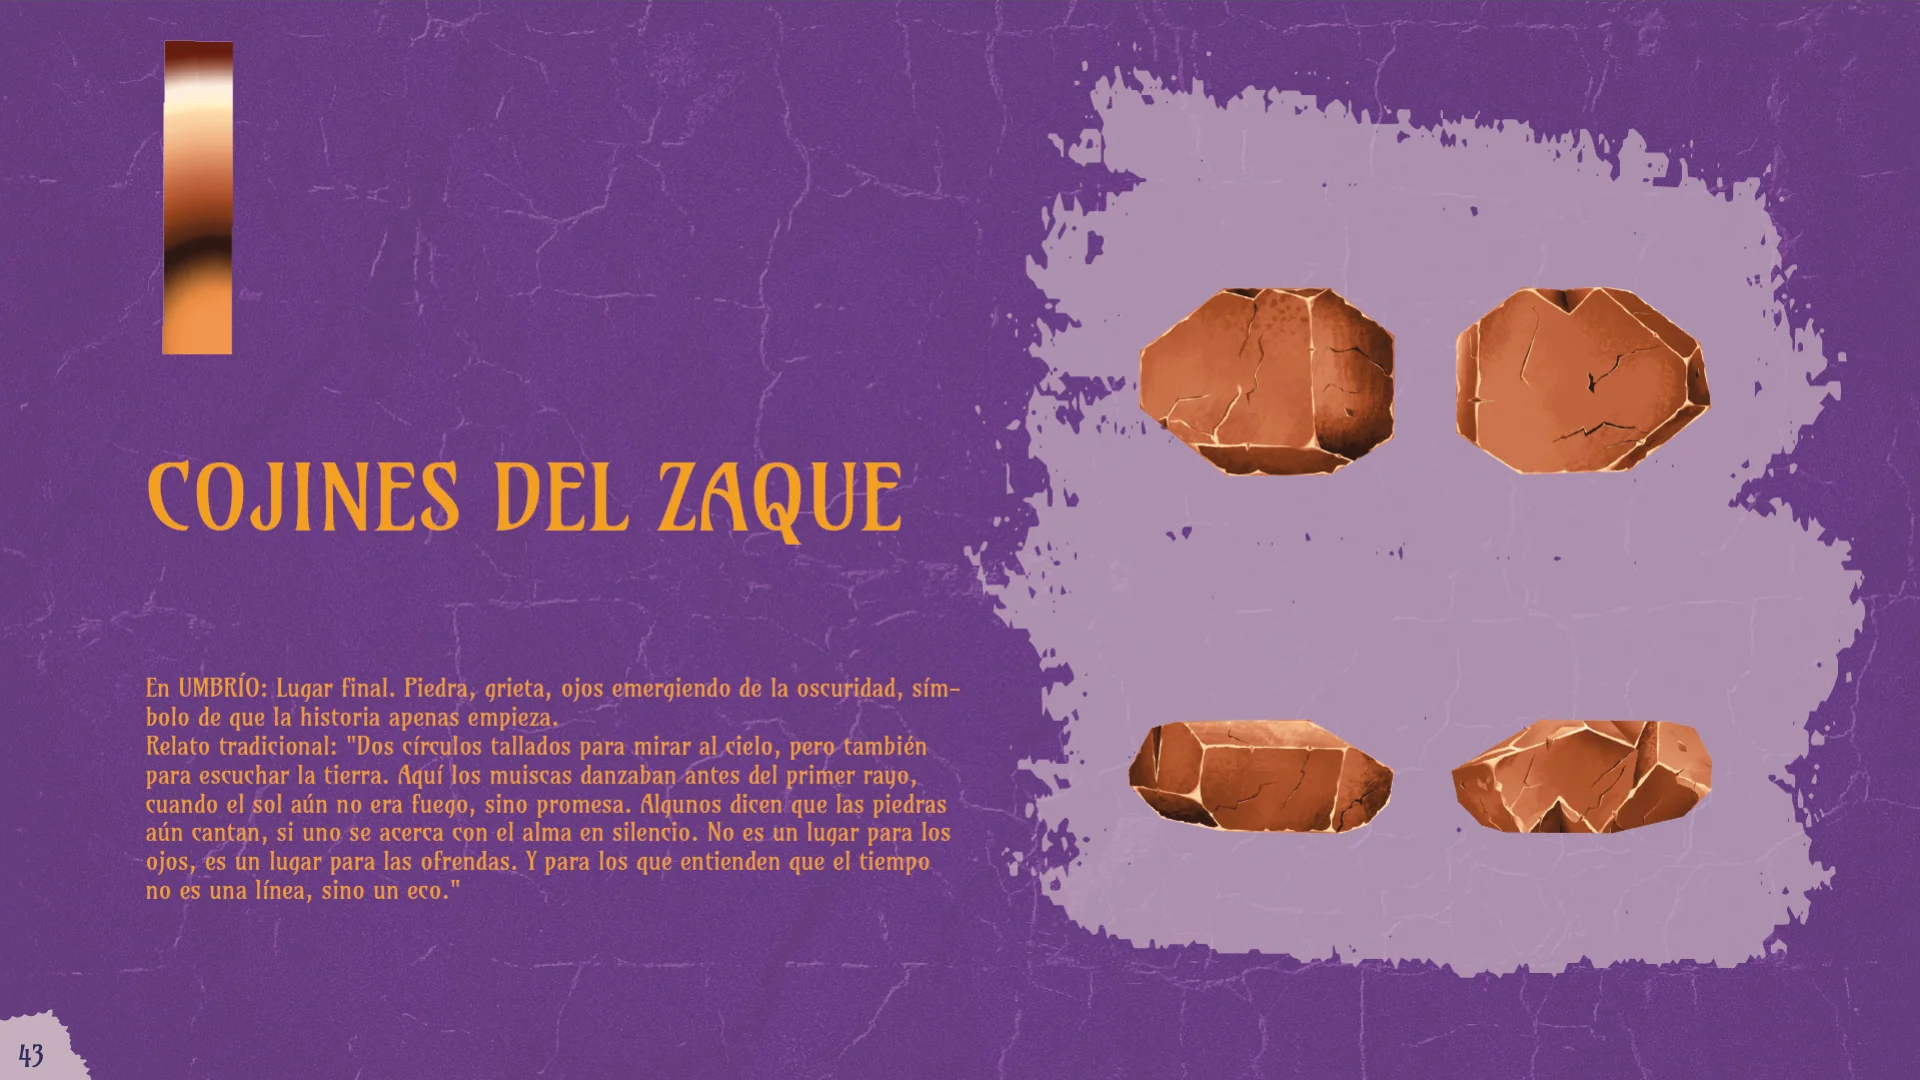 COJINES DEL ZAQUE
En UMBRÍO: Lugar final. Piedra, grieta, ojos emergiendo de la oscuridad, sím-
bolo de que la historia apenas empieza.
Relato tradicional: "Dos círculos tallados para mirar al cielo, pero también
para escuchar la tierra. Aquí los muiscas danzaban antes del primer rayo,
cuando el sol aún no era fuego, sino promesa. Algunos dicen que las piedras
aún cantan, si uno se acerca con el alma en silencio. No es un lugar para los
ojos, es un lugar para las ofrendas. Y para los que entienden que el tiempo
no es una línea, sino un eco."
43